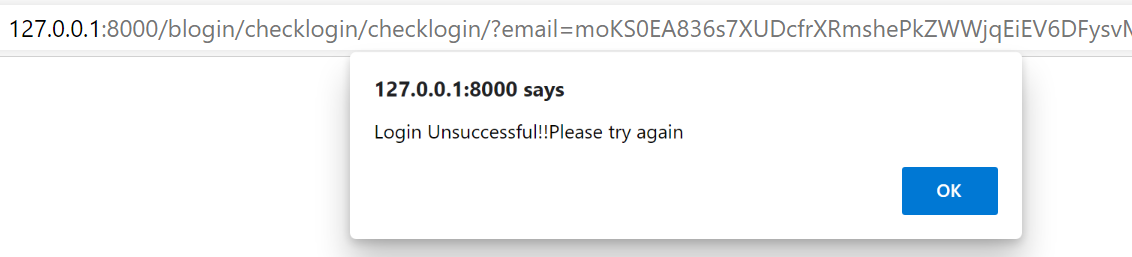 127.0.0.1:8000/blogin/checklogin/checklogin/?email=moKS0EA836s7XUDcfrXRmshePkZWWjqEiEV6DFysvM
127.0.0.1:8000 says
Login Unsuccessful!!Please try again
OK